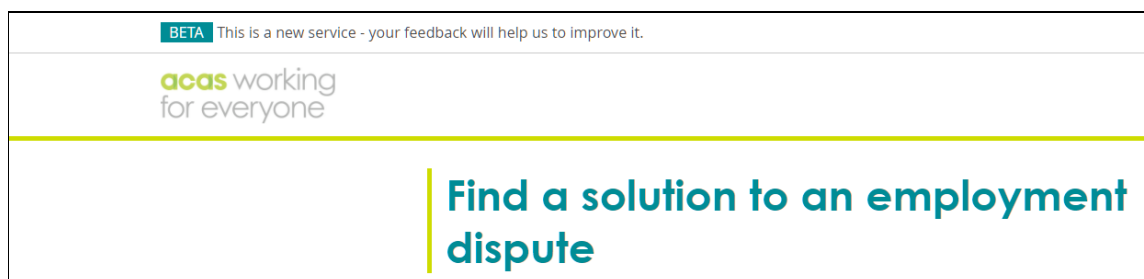 BETA This is a new service - your feedback will help us to improve it.
acas working
for everyone
Find a solution to an employment
dispute